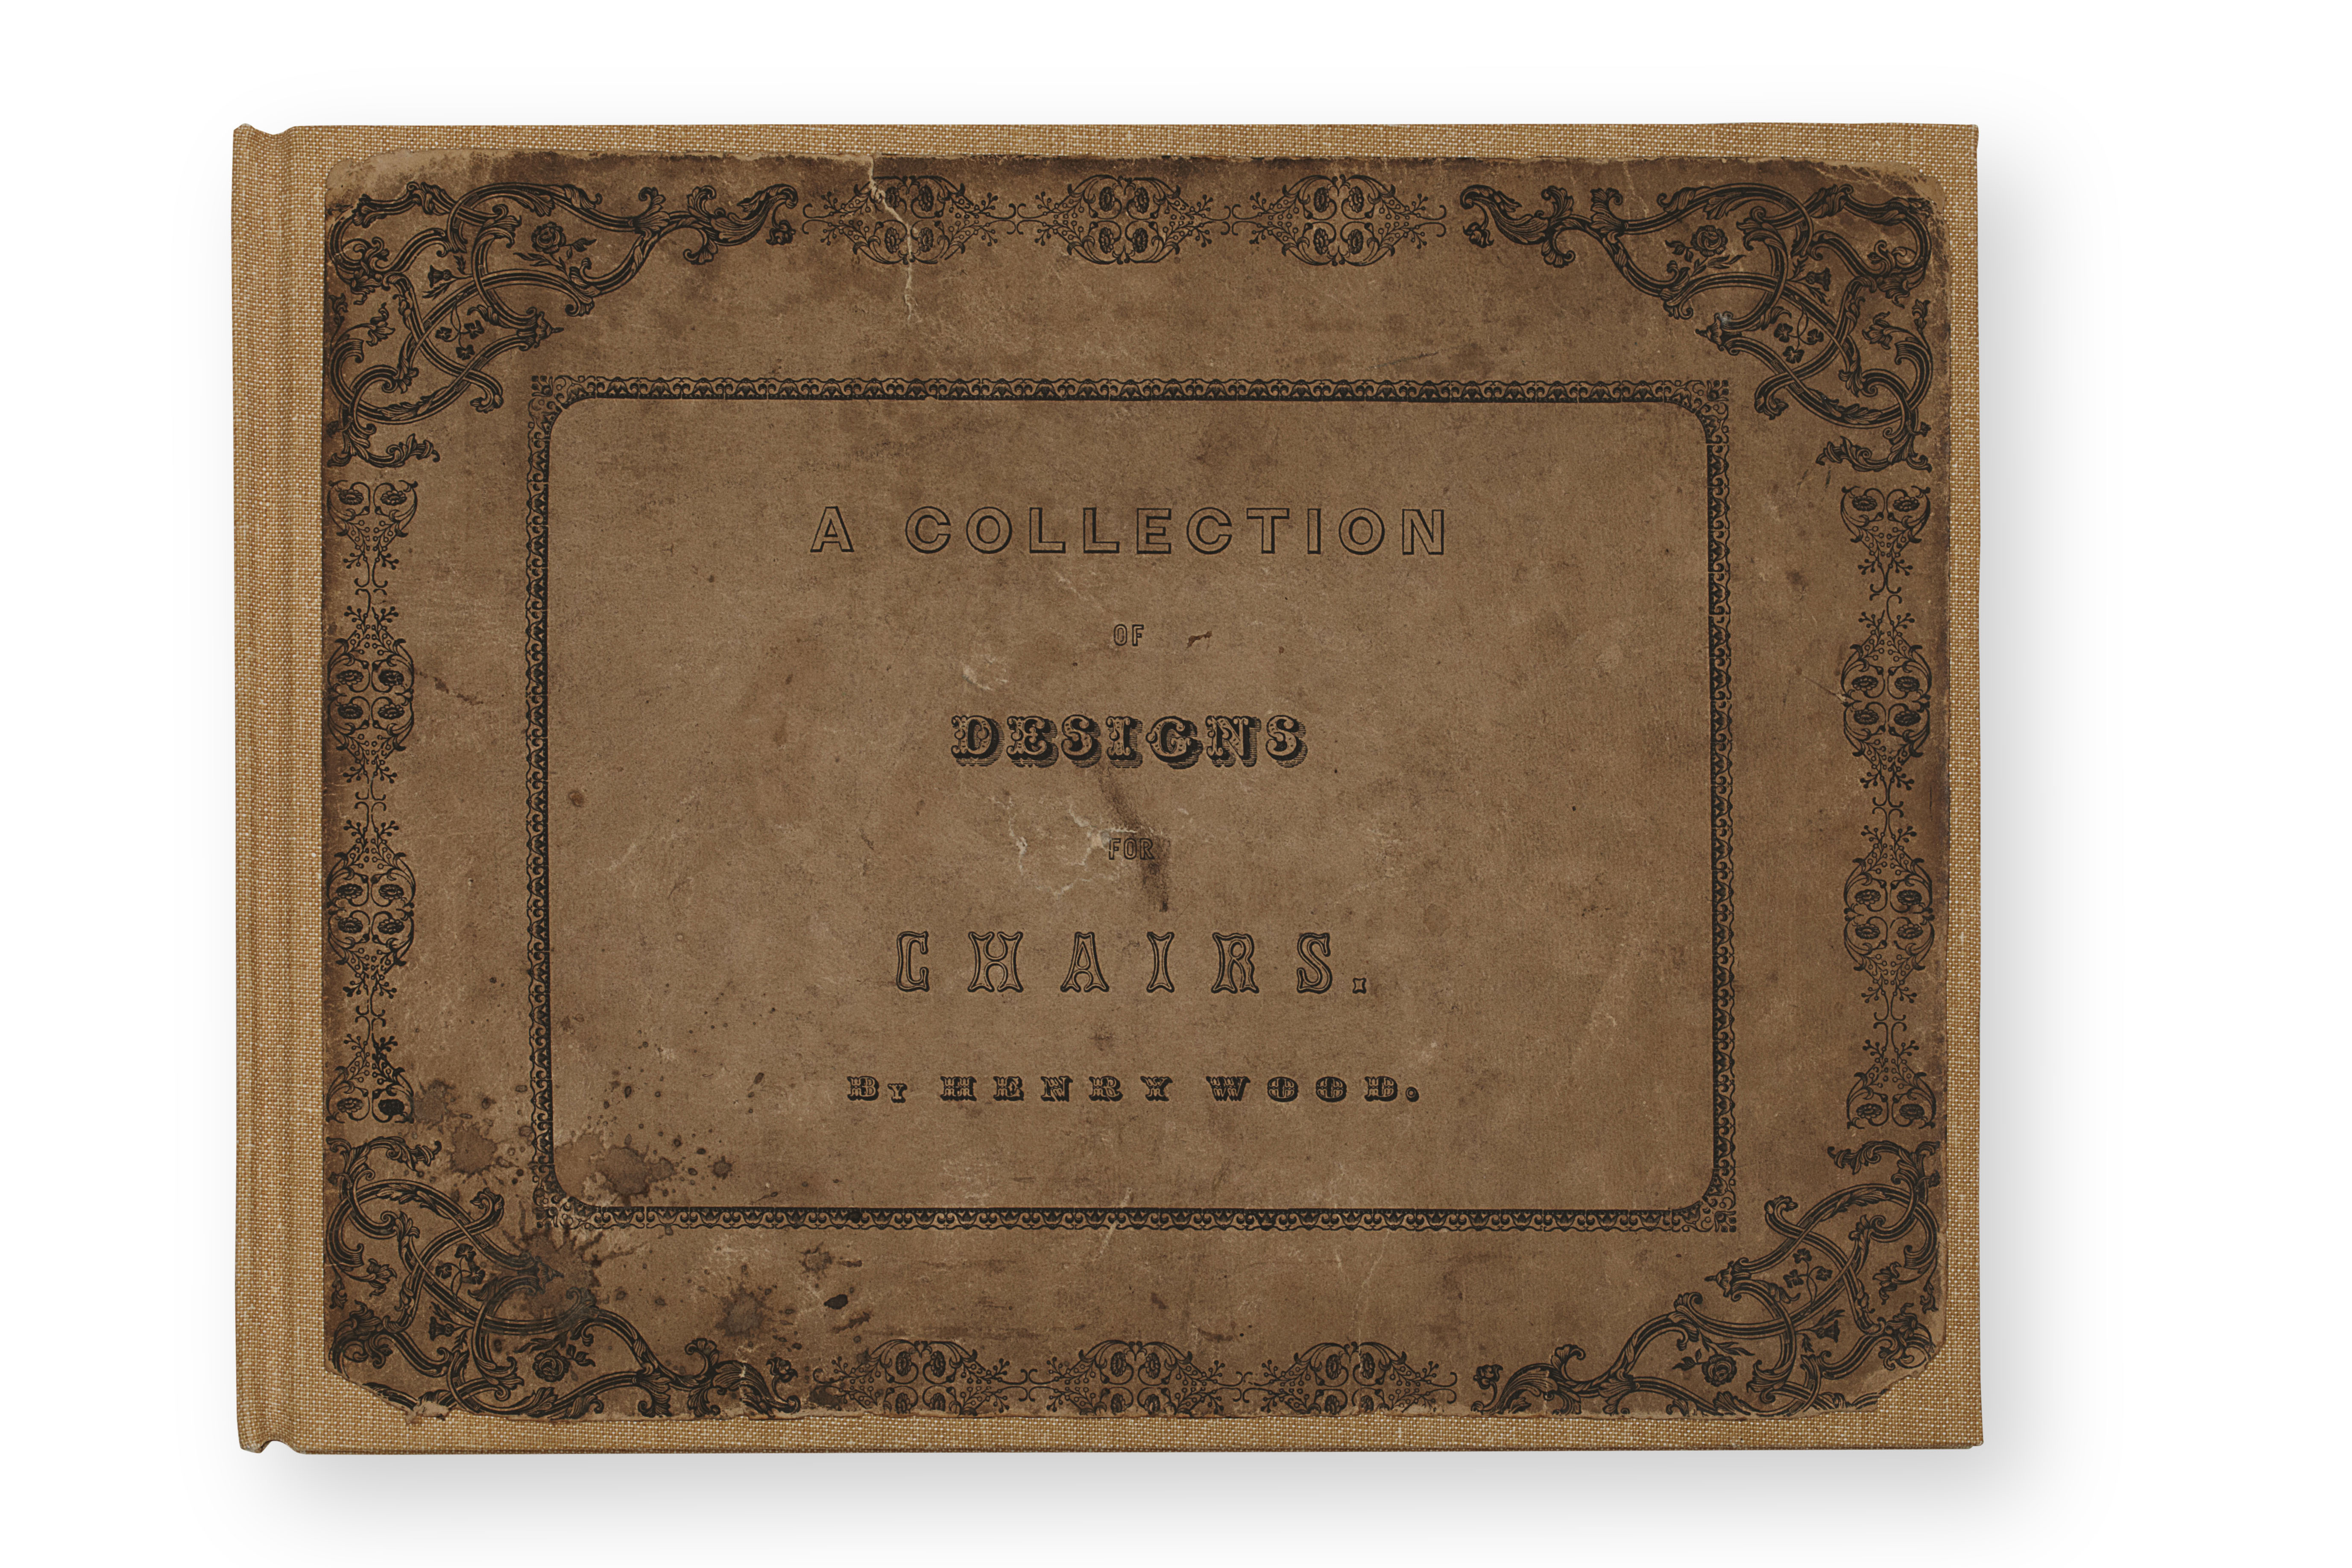 A COLLECTION
OF
DESIGNS
FOR
CHAIRS.
BY HENRY WOOD.